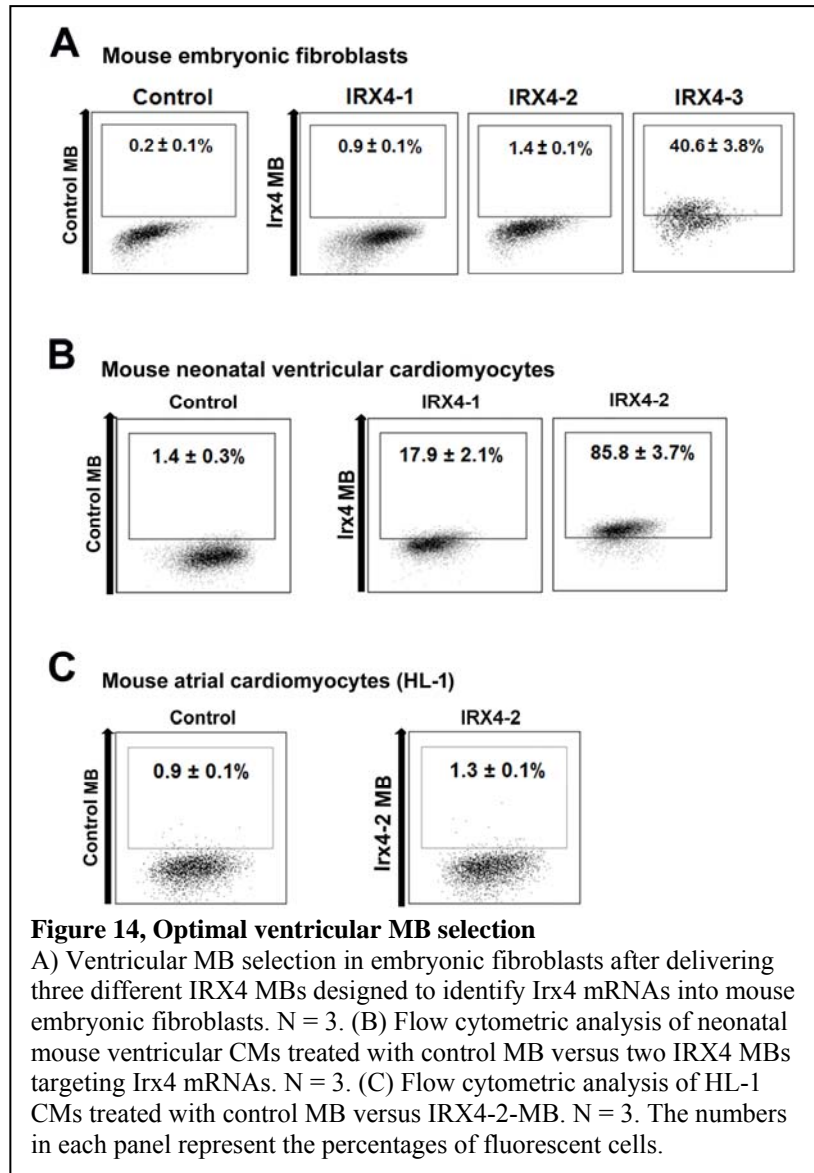 A Mouse embryonic fibroblasts
Control IRX4-1 IRX4-2 IRX4-3
Control MB
0.2 ± 0.1%
Irx4 MB
0.9 ± 0.1%
1.4 ± 0.1%
40.6 ± 3.8%
B Mouse neonatal ventricular cardiomyocytes
Control IRX4-1 IRX4-2
Control MB
1.4 ± 0.3%
Irx4 MB
17.9 ± 2.1%
85.8 ± 3.7%
C Mouse atrial cardiomyocytes (HL-1)
Control IRX4-2
Control MB
0.9 ± 0.1%
Irx4-2 MB
1.3 ± 0.1%
Figure 14, Optimal ventricular MB selection
A) Ventricular MB selection in embryonic fibroblasts after delivering
three different IRX4 MBs designed to identify Irx4 mRNAs into mouse
embryonic fibroblasts. N = 3. (B) Flow cytometric analysis of neonatal
mouse ventricular CMs treated with control MB versus two IRX4 MBs
targeting Irx4 mRNAs. N = 3. (C) Flow cytometric analysis of HL-1
CMs treated with control MB versus IRX4-2-MB. N = 3. The numbers
in each panel represent the percentages of fluorescent cells.